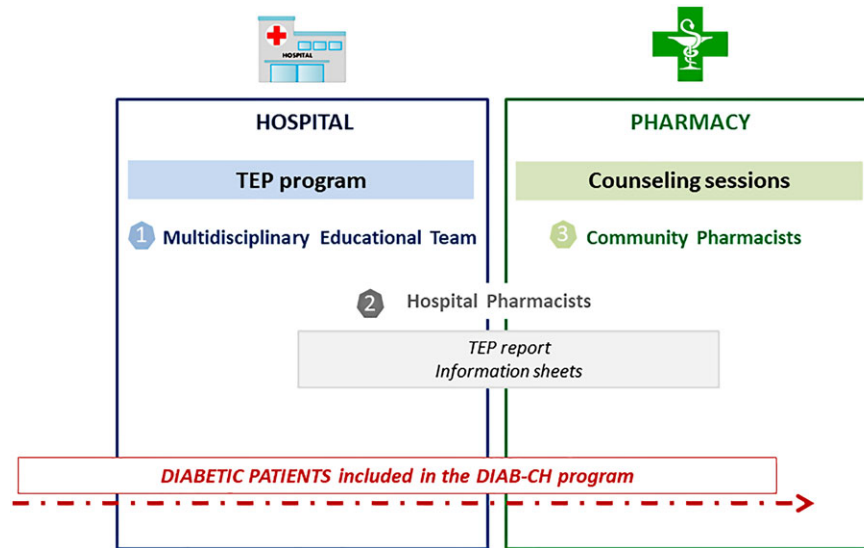 HOSPITAL
HOSPITAL
PHARMACY
TEP program
Counseling sessions
1 Multidisciplinary Educational Team
3 Community Pharmacists
2 Hospital Pharmacists
TEP report
Information sheets
DIABETIC PATIENTS included in the DIAB-CH program